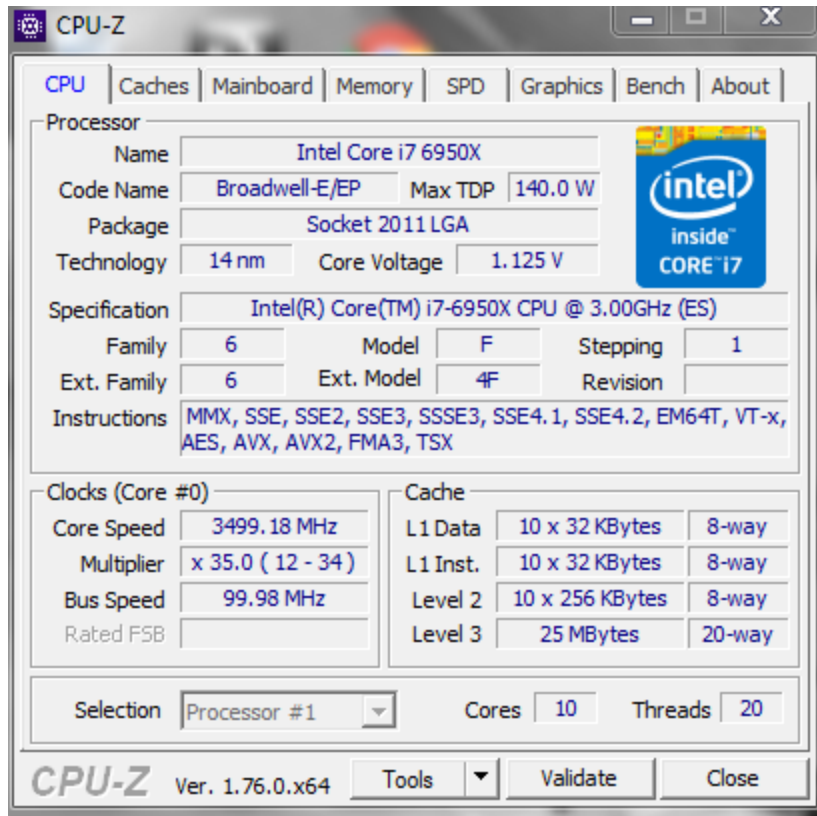 CPU-Z
CPU Caches Mainboard Memory SPD Graphics Bench About
Processor
Name Intel Core i7 6950X
Code Name Broadwell-E/EP Max TDP 140.0 W
Package Socket 2011 LGA
Technology 14 nm Core Voltage 1.125 V
intel
inside™
CORE™ i7
Specification Intel(R) Core(TM) i7-6950X CPU @ 3.00GHz (ES)
Family 6 Model F Stepping 1
Ext. Family 6 Ext. Model 4F Revision
Instructions MMX, SSE, SSE2, SSE3, SSSE3, SSE4.1, SSE4.2, EM64T, VT-x,
AES, AVX, AVX2, FMA3, TSX
Clocks (Core #0)
Core Speed 3499.18 MHz
Multiplier x 35.0 ( 12 - 34 )
Bus Speed 99.98 MHz
Rated FSB
Cache
L1 Data 10 x 32 KBytes 8-way
L1 Inst. 10 x 32 KBytes 8-way
Level 2 10 x 256 KBytes 8-way
Level 3 25 MBytes 20-way
Selection Processor #1 Cores 10 Threads 20
CPU-Z Ver. 1.76.0.x64 Tools Validate Close